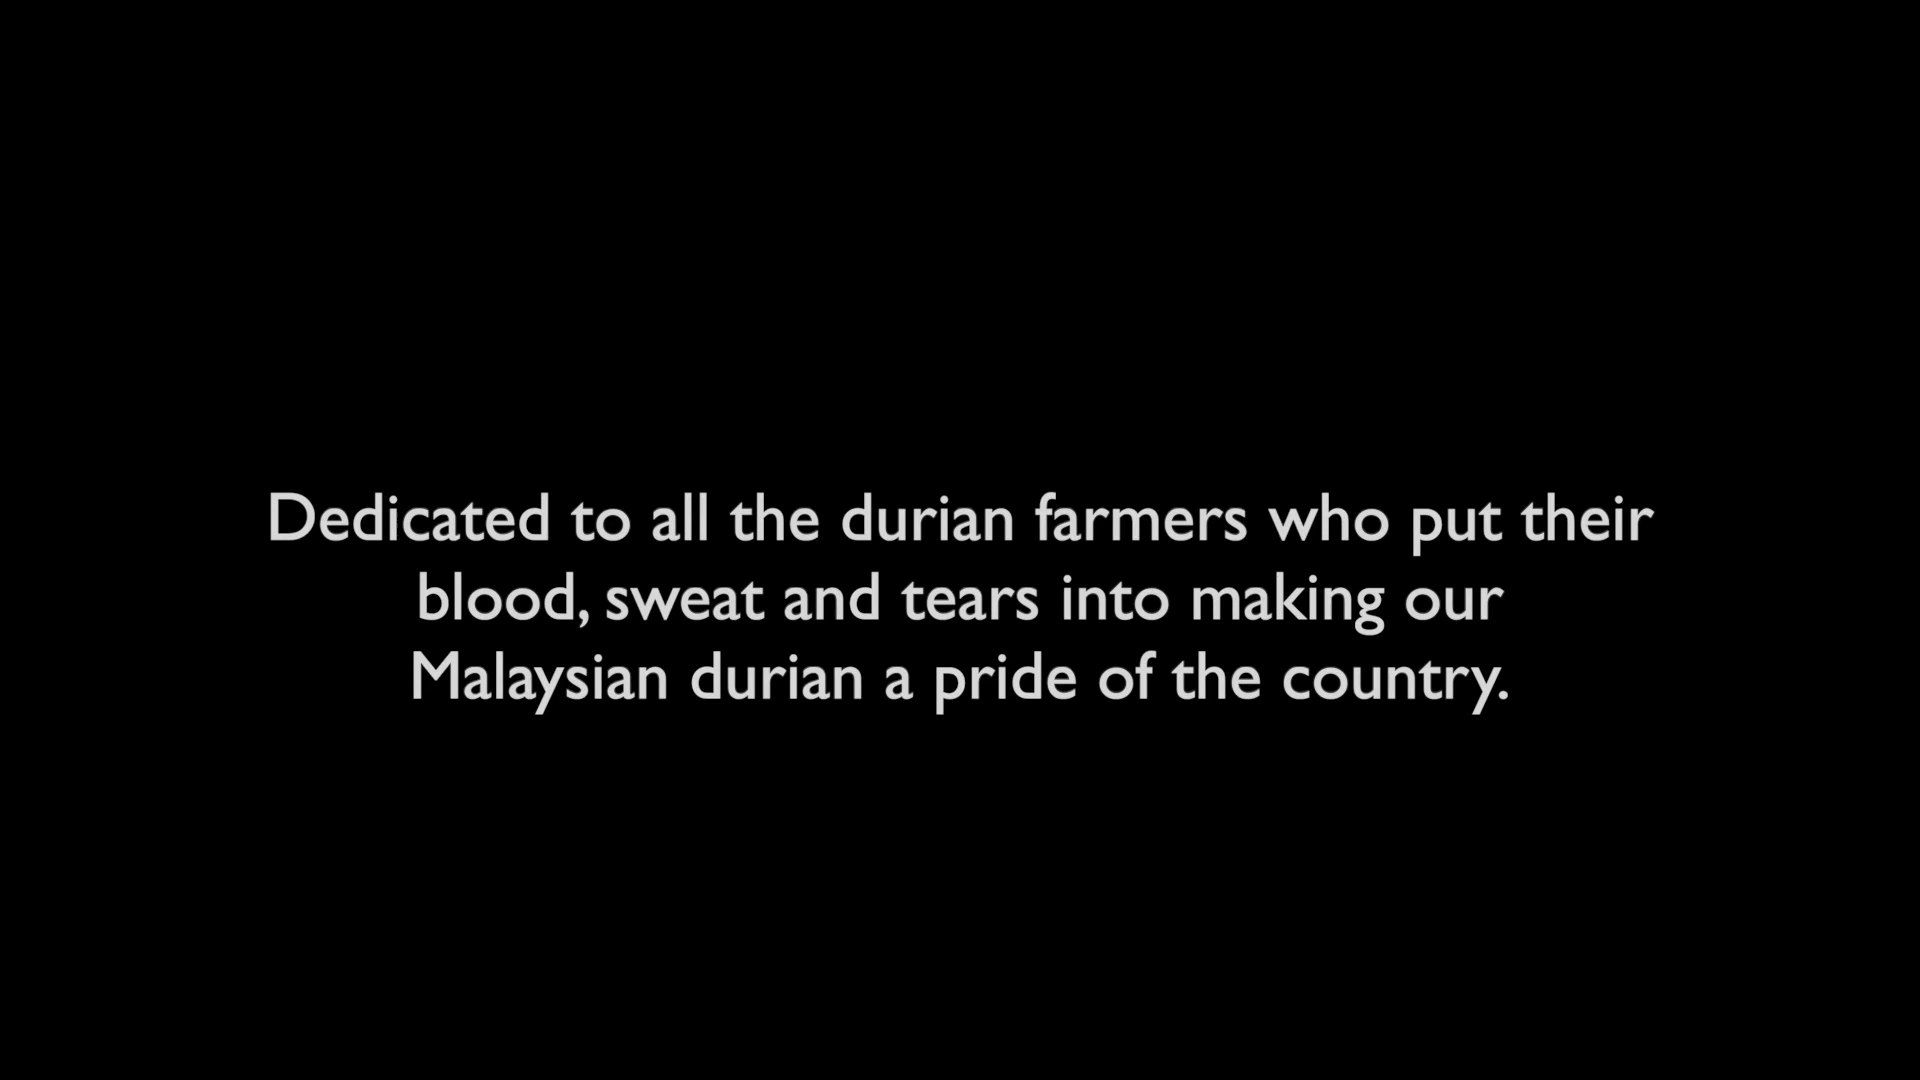 Dedicated to all the durian farmers who put their
blood, sweat and tears into making our
Malaysian durian a pride of the country.